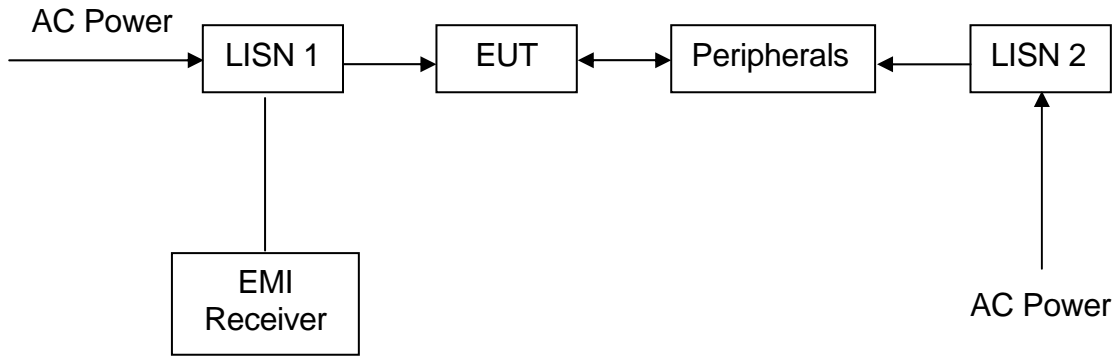 AC Power
LISN 1
EUT
Peripherals
LISN 2
EMI
Receiver
AC Power